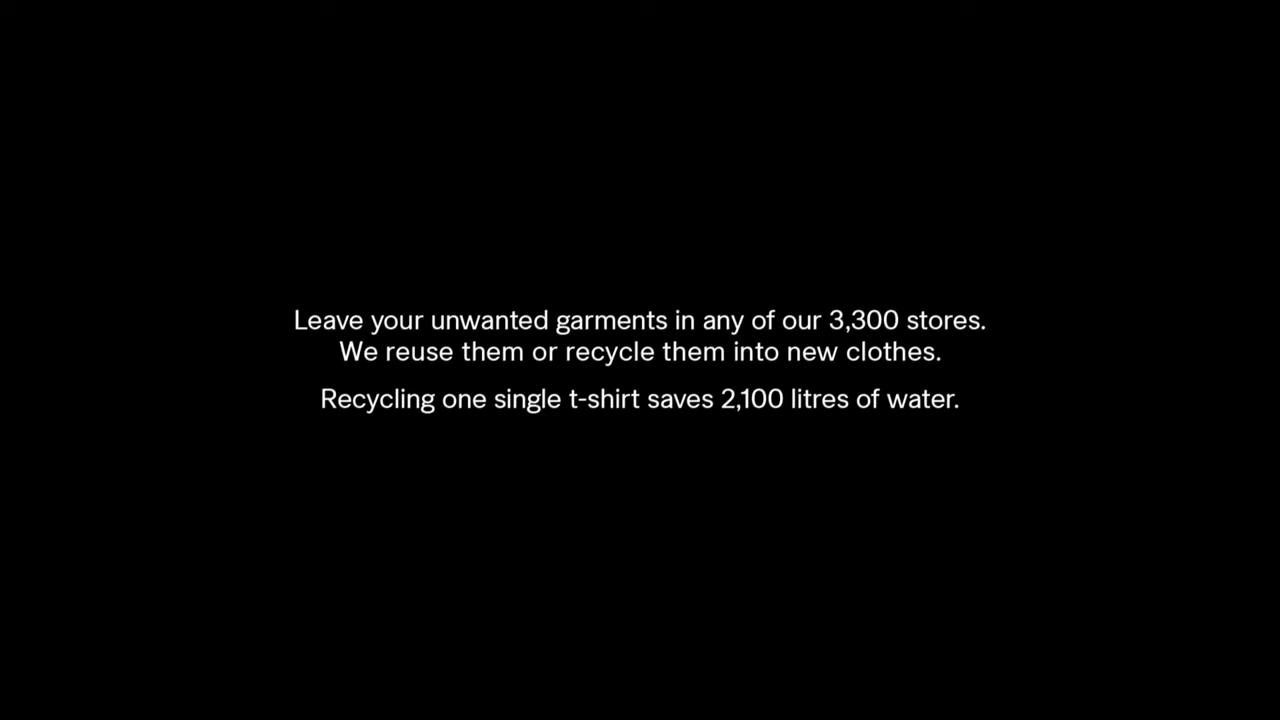 Leave your unwanted garments in any of our 3,300 stores.
We reuse them or recycle them into new clothes.
Recycling one single t-shirt saves 2,100 litres of water.